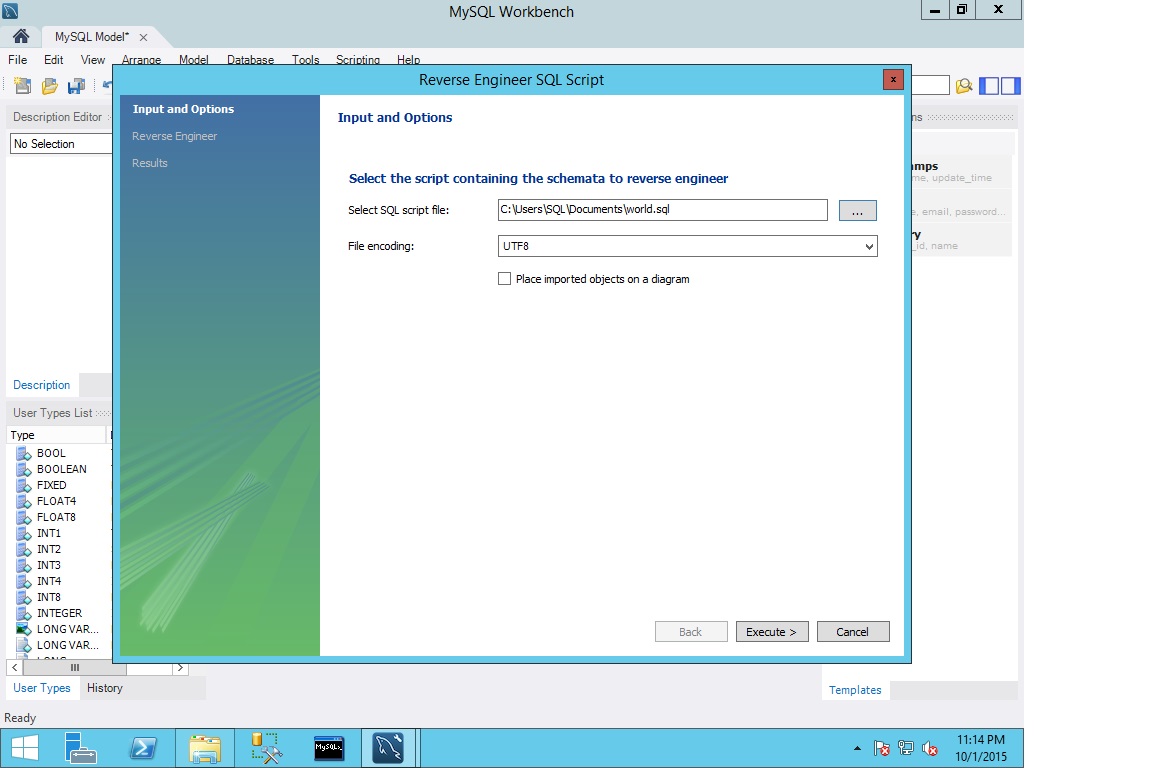 MySQL Workbench
MySQL Model*
File Edit View Arrange Model Database Tools Scripting Help
Reverse Engineer SQL Script
Description Editor
No Selection
Input and Options
Reverse Engineer
Results
Input and Options
Select the script containing the schemata to reverse engineer
Select SQL script file: C:\Users\SQL\Documents\world.sql ...
File encoding: UTF8
Place imported objects on a diagram
Back Execute > Cancel
ns
mps
me, update_time
a, email, password...
ry
_id, name
Description
User Types List
Type
BOOL
BOOLEAN
FIXED
FLOAT4
FLOAT8
INT1
INT2
INT3
INT4
INT8
INTEGER
LONG VAR...
LONG VAR...
LONG
User Types History
Templates
Ready
MySQL>
11:14 PM
10/1/2015